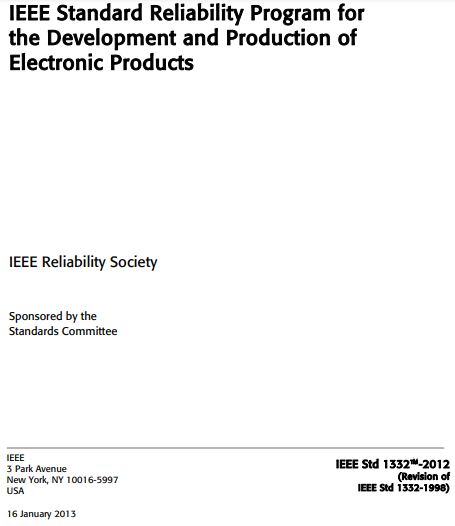 IEEE Standard Reliability Program for
the Development and Production of
Electronic Products
IEEE Reliability Society
Sponsored by the
Standards Committee
IEEE
3 Park Avenue
New York, NY 10016-5997
USA
16 January 2013
IEEE Std 1332™-2012
(Revision of
IEEE Std 1332-1998)